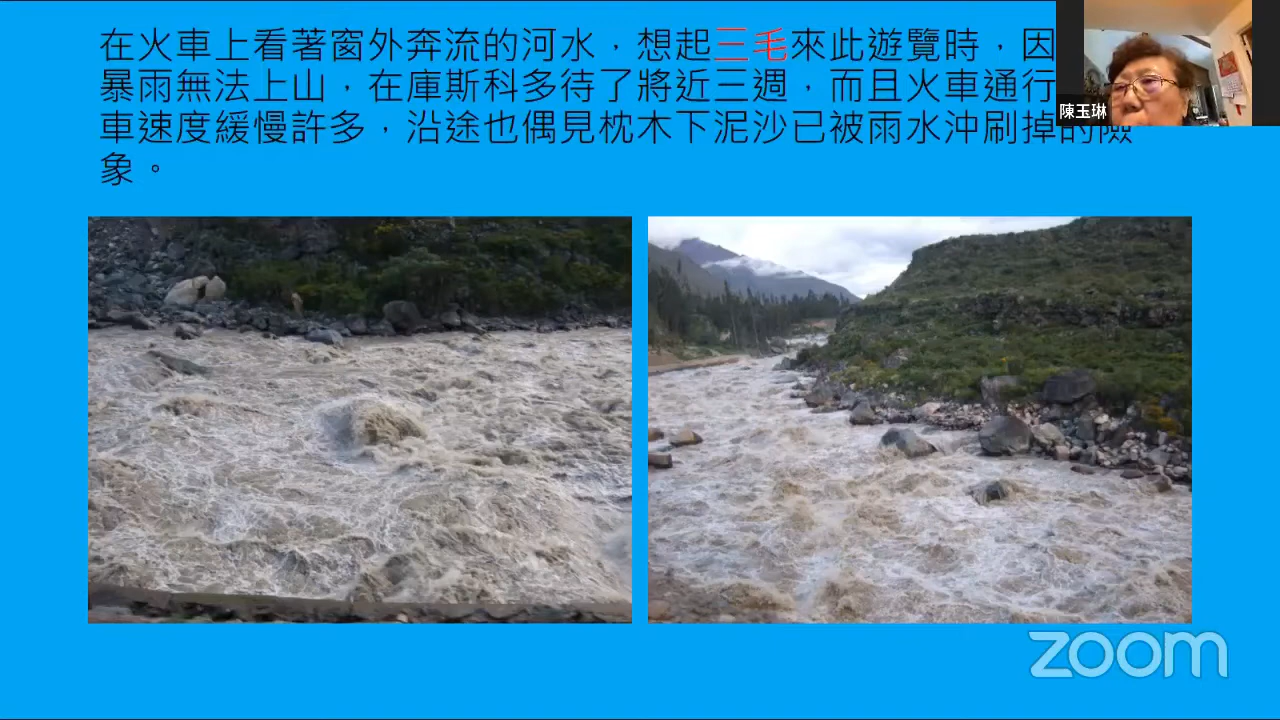 在火車上看著窗外奔流的河水，想起三毛來此遊覽時，因
暴雨無法上山，在庫斯科多待了將近三週，而且火車通行
車速度緩慢許多，沿途也偶見枕木下泥沙已被雨水沖刷掉的險
象。
陳玉琳
zoom